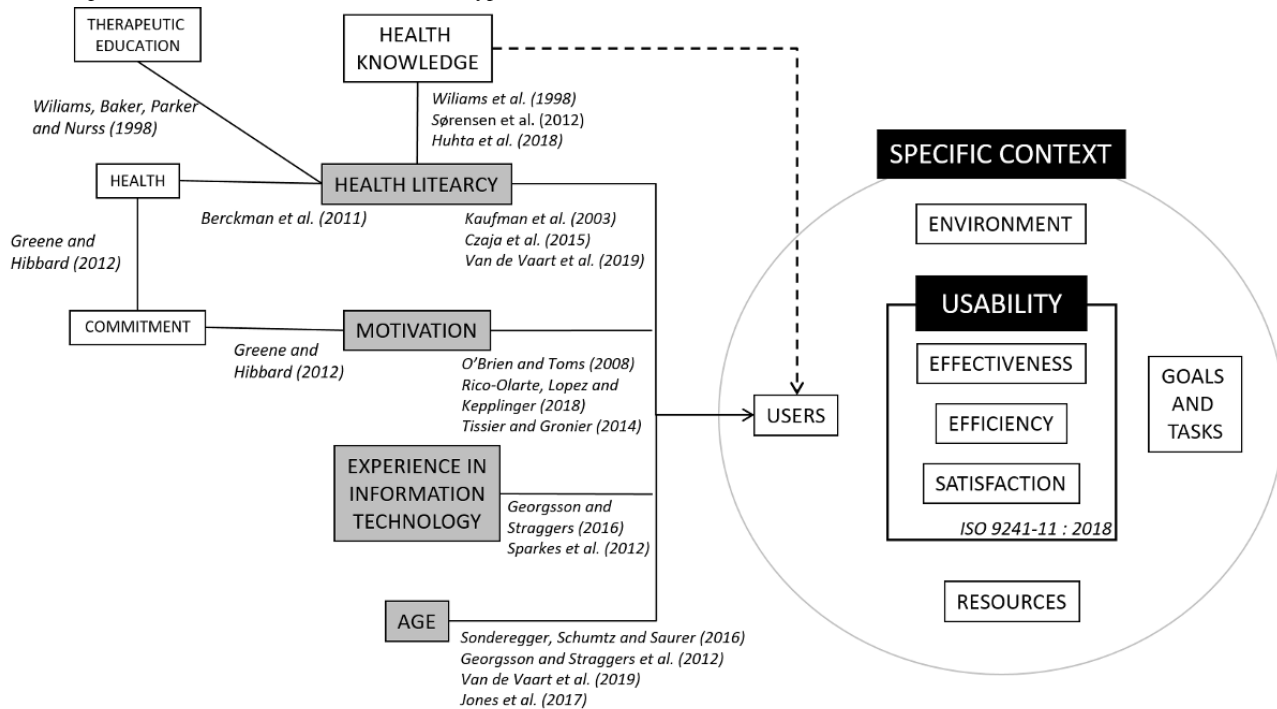 THERAPEUTIC
EDUCATION
HEALTH
KNOWLEDGE
Wiliams, Baker, Parker
and Nurss (1998)
Wiliams et al. (1998)
Sørensen et al. (2012)
Huhta et al. (2018)
HEALTH
HEALTH LITEARCY
Berckman et al. (2011)
Kaufman et al. (2003)
Czaja et al. (2015)
Van de Vaart et al. (2019)
Greene and
Hibbard (2012)
COMMITMENT
MOTIVATION
Greene and
Hibbard (2012)
O'Brien and Toms (2008)
Rico-Olarte, Lopez and
Kepplinger (2018)
Tissier and Gronier (2014)
EXPERIENCE IN
INFORMATION
TECHNOLOGY
Georgsson and
Straggers (2016)
Sparkes et al. (2012)
AGE
Sonderegger, Schumtz and Saurer (2016)
Georgsson and Straggers et al. (2012)
Van de Vaart et al. (2019)
Jones et al. (2017)
SPECIFIC CONTEXT
ENVIRONMENT
USABILITY
EFFECTIVENESS
EFFICIENCY
SATISFACTION
ISO 9241-11 : 2018
USERS
GOALS
AND
TASKS
RESOURCES